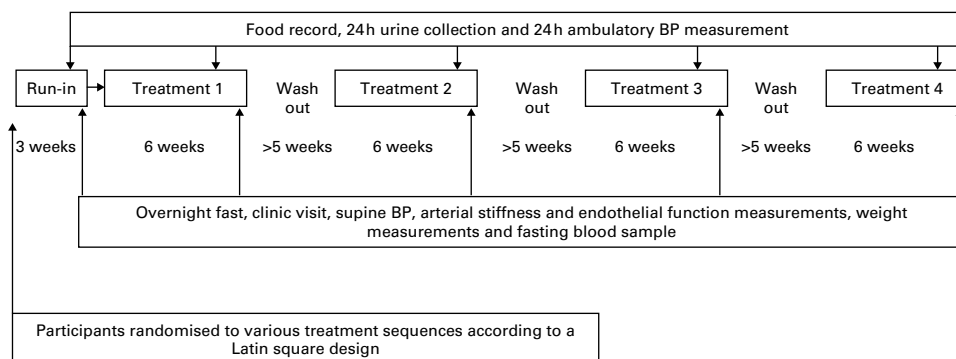 Food record, 24h urine collection and 24h ambulatory BP measurement
Run-in
Treatment 1
Wash
out
Treatment 2
Wash
out
Treatment 3
Wash
out
Treatment 4
3 weeks
6 weeks
>5 weeks
6 weeks
>5 weeks
6 weeks
>5 weeks
6 weeks
Overnight fast, clinic visit, supine BP, arterial stiffness and endothelial function measurements, weight
measurements and fasting blood sample
Participants randomised to various treatment sequences according to a
Latin square design